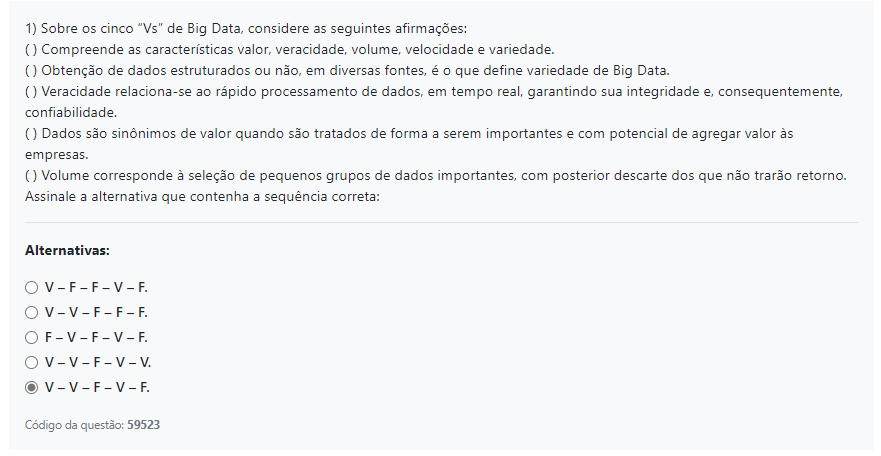 1) Sobre os cinco “Vs” de Big Data, considere as seguintes afirmações:
( ) Compreende as características valor, veracidade, volume, velocidade e variedade.
( ) Obtenção de dados estruturados ou não, em diversas fontes, é o que define variedade de Big Data.
( ) Veracidade relaciona-se ao rápido processamento de dados, em tempo real, garantindo sua integridade e, consequentemente,
confiabilidade.
( ) Dados são sinônimos de valor quando são tratados de forma a serem importantes e com potencial de agregar valor às
empresas.
( ) Volume corresponde à seleção de pequenos grupos de dados importantes, com posterior descarte dos que não trarão retorno.
Assinale a alternativa que contenha a sequência correta:
Alternativas:
V – F – F – V – F.
V – V – F – F – F.
F – V – F – V – F.
V – V – F – V – V.
V – V – F – V – F.
Código da questão: 59523